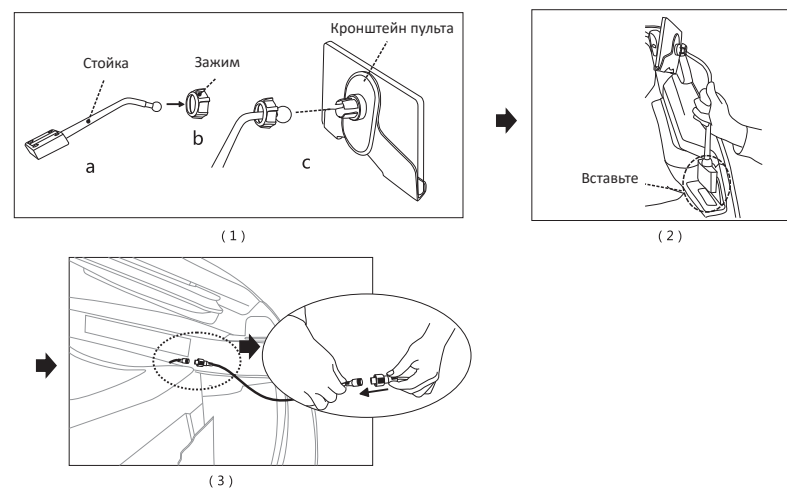 Кронштейн пульта
Стойка
Зажим
a
b
c
( 1 )
Вставьте
( 2 )
( 3 )